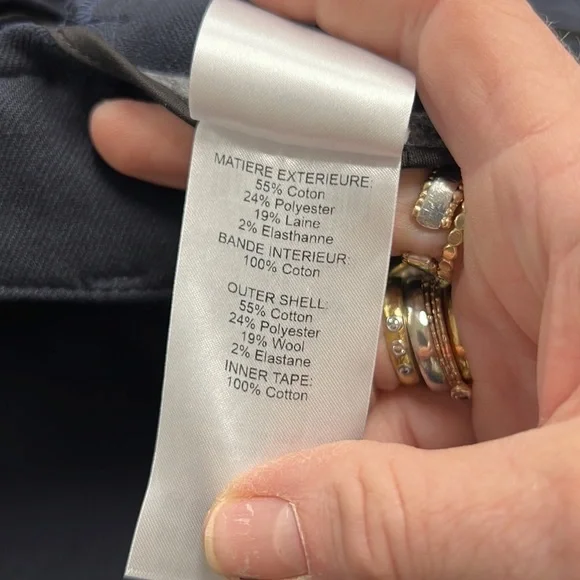 MATIERE EXTERIEURE:
55% Coton
24% Polyester
19% Laine
2% Elasthanne
BANDE INTERIEUR:
100% Coton
OUTER SHELL:
55% Cotton
24% Polyester
19% Wool
2% Elastane
INNER TAPE:
100% Cotton